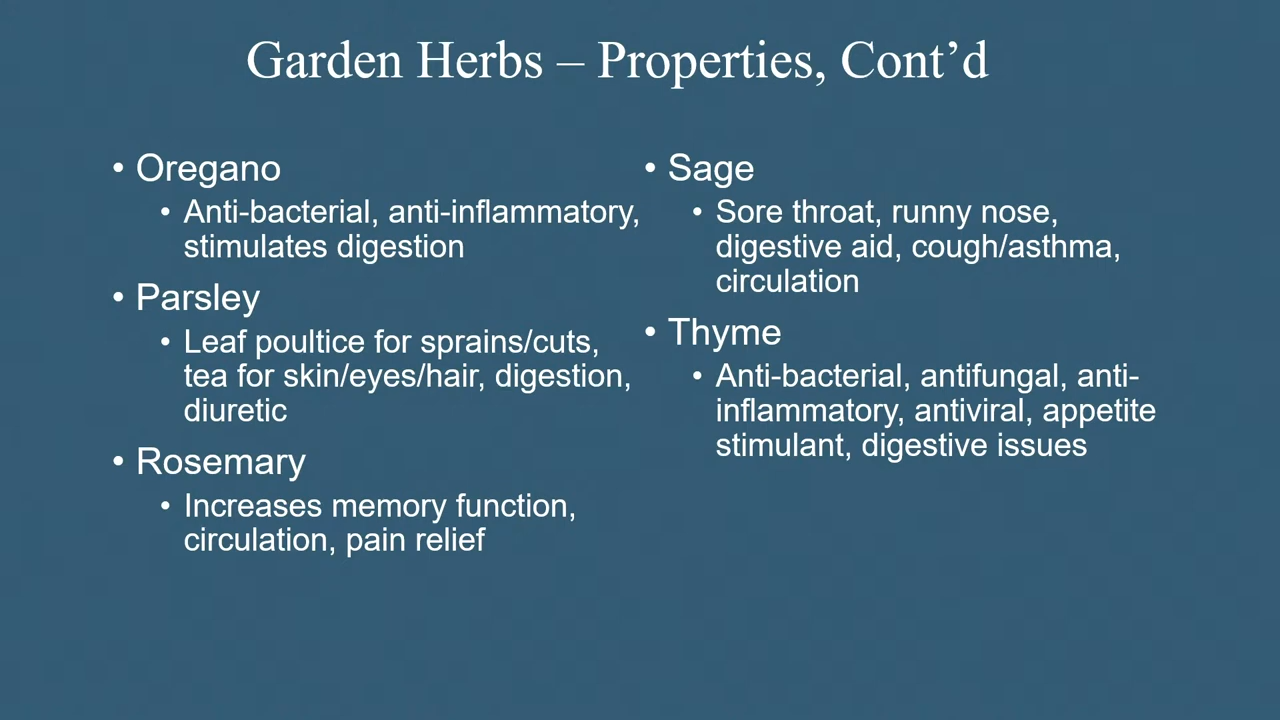 Garden Herbs – Properties, Cont’d
• Oregano
• Anti-bacterial, anti-inflammatory,
stimulates digestion
• Parsley
• Leaf poultice for sprains/cuts,
tea for skin/eyes/hair, digestion,
diuretic
• Rosemary
• Increases memory function,
circulation, pain relief
• Sage
• Sore throat, runny nose,
digestive aid, cough/asthma,
circulation
• Thyme
• Anti-bacterial, antifungal, anti-
inflammatory, antiviral, appetite
stimulant, digestive issues